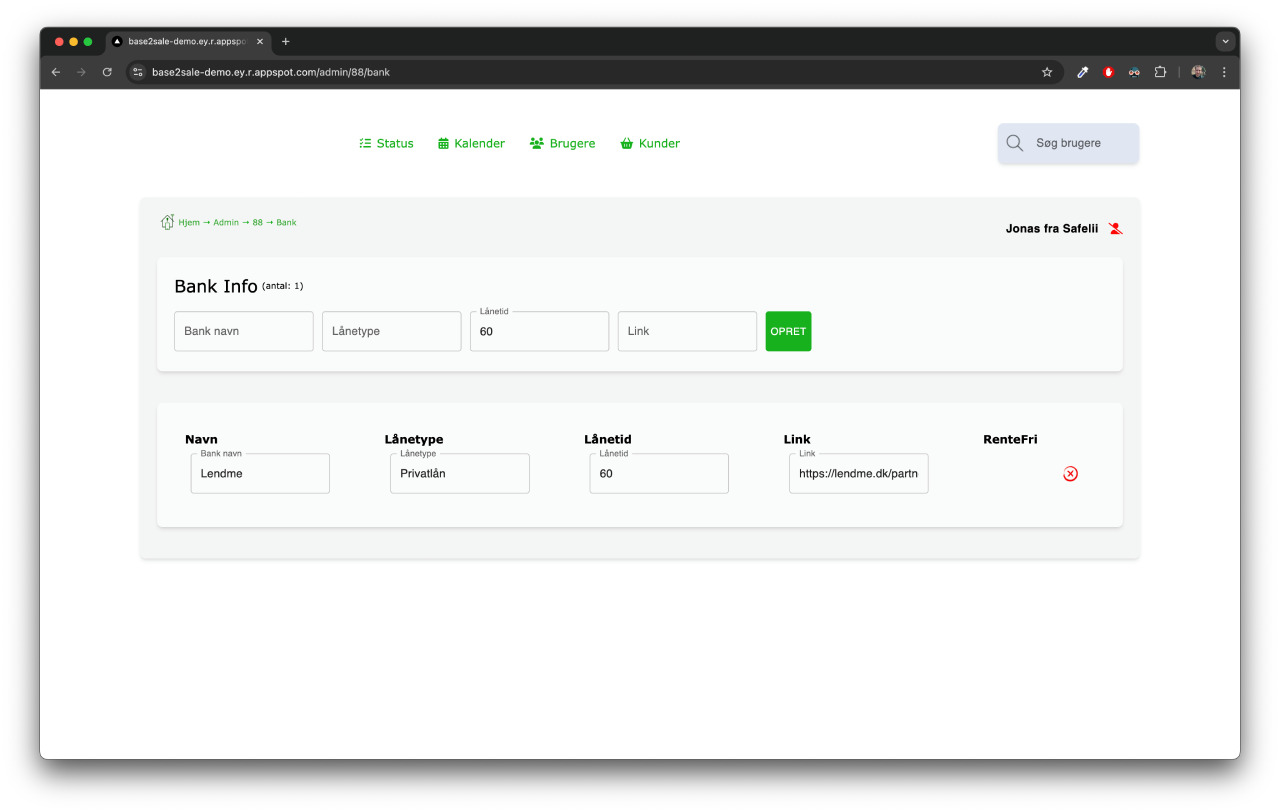 base2sale-demo.ey.r.appspo
base2sale-demo.ey.r.appspot.com/admin/88/bank
Status Kalender Brugere Kunder Søg brugere
Hjem → Admin → 88 → Bank
Jonas fra Safelii
Bank Info (antal: 1)
Lånetid
Bank navn Lånetype 60 Link OPRET
Navn Lånetype Lånetid Link RenteFri
Bank navn Lånetype Lånetid Link
Lendme Privatlån 60 https://lendme.dk/partn